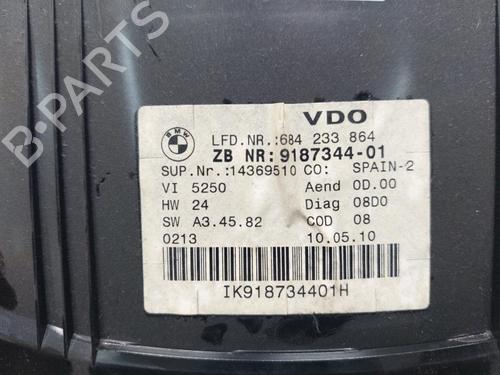 B-PARTS
BMW
VDO
LFD.NR.:684 233 864
ZB NR:9187344-01
SUP.Nr.:14369510 CO: SPAIN-2
VI 5250 Aend 0D.00
HW 24 Diag 08D0
SW A3.45.82 COD 08
0213 10.05.10
IK918734401H